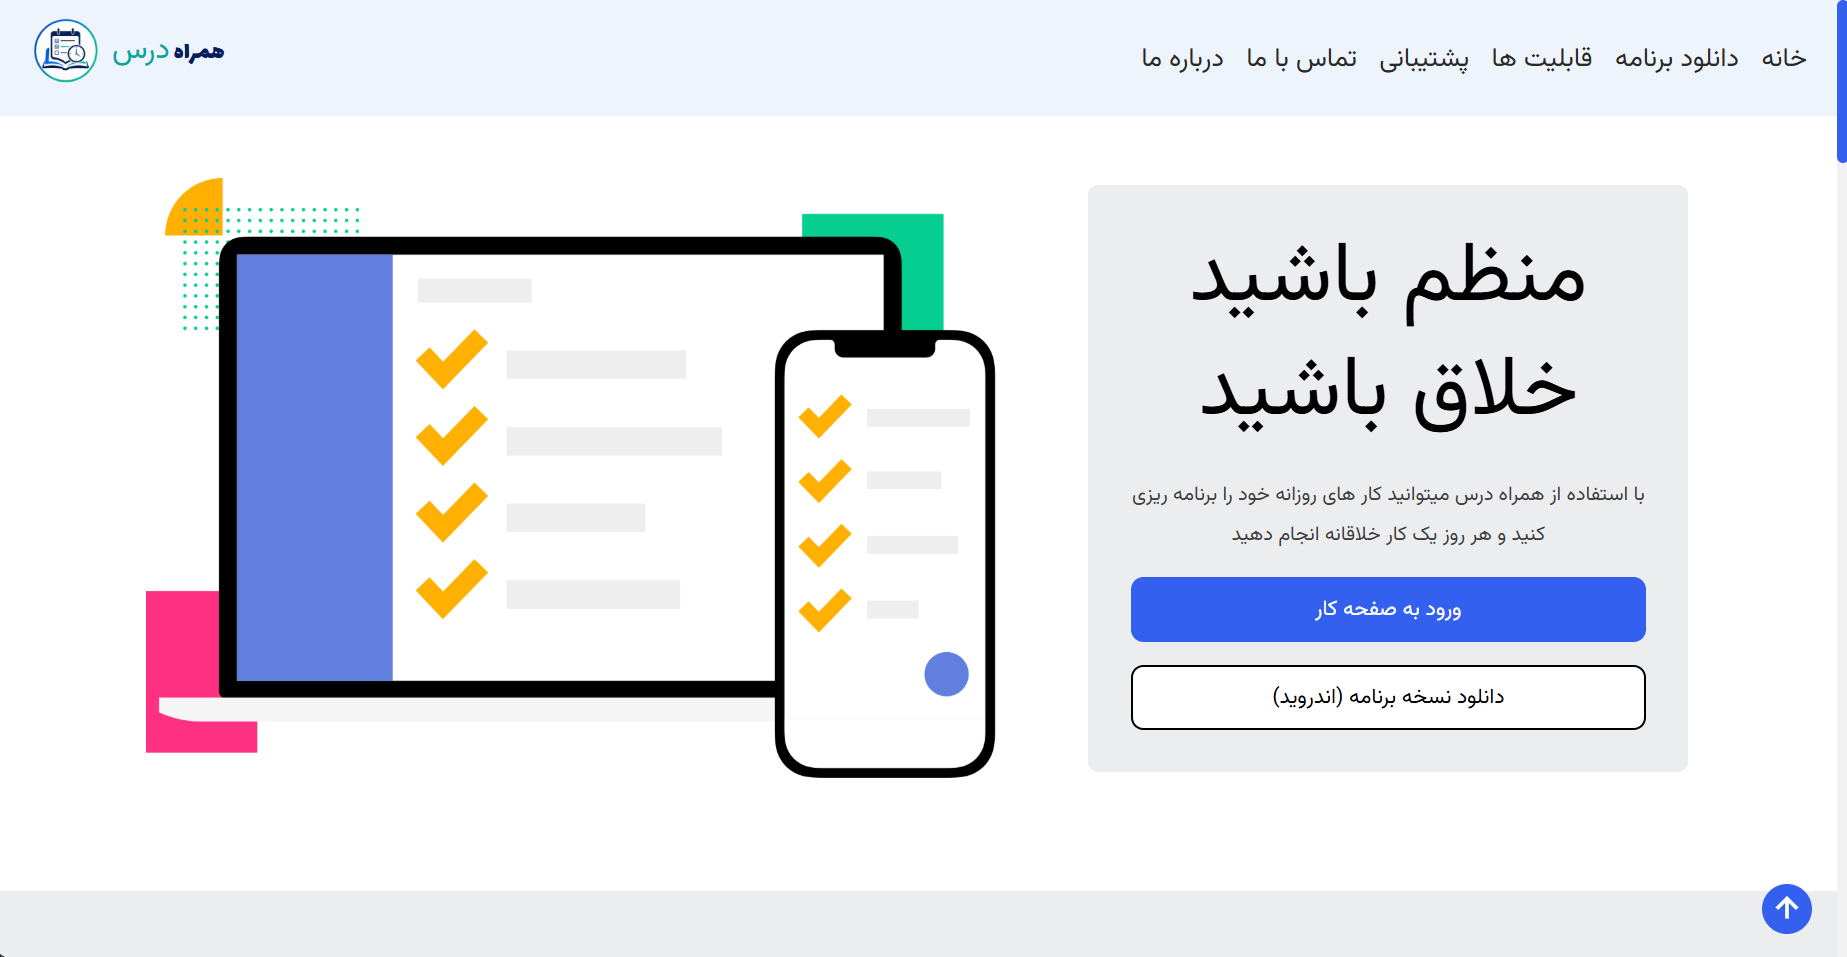 خانه
دانلود برنامه
قابلیت ها
پشتیبانی
تماس با ما
درباره ما
همراه درس
منظم باشید
خلاق باشید
با استفاده از همراه درس میتوانید کار های روزانه خود را برنامه ریزی
کنید و هر روز یک کار خلاقانه انجام دهید
ورود به صفحه کار
دانلود نسخه برنامه (اندروید)